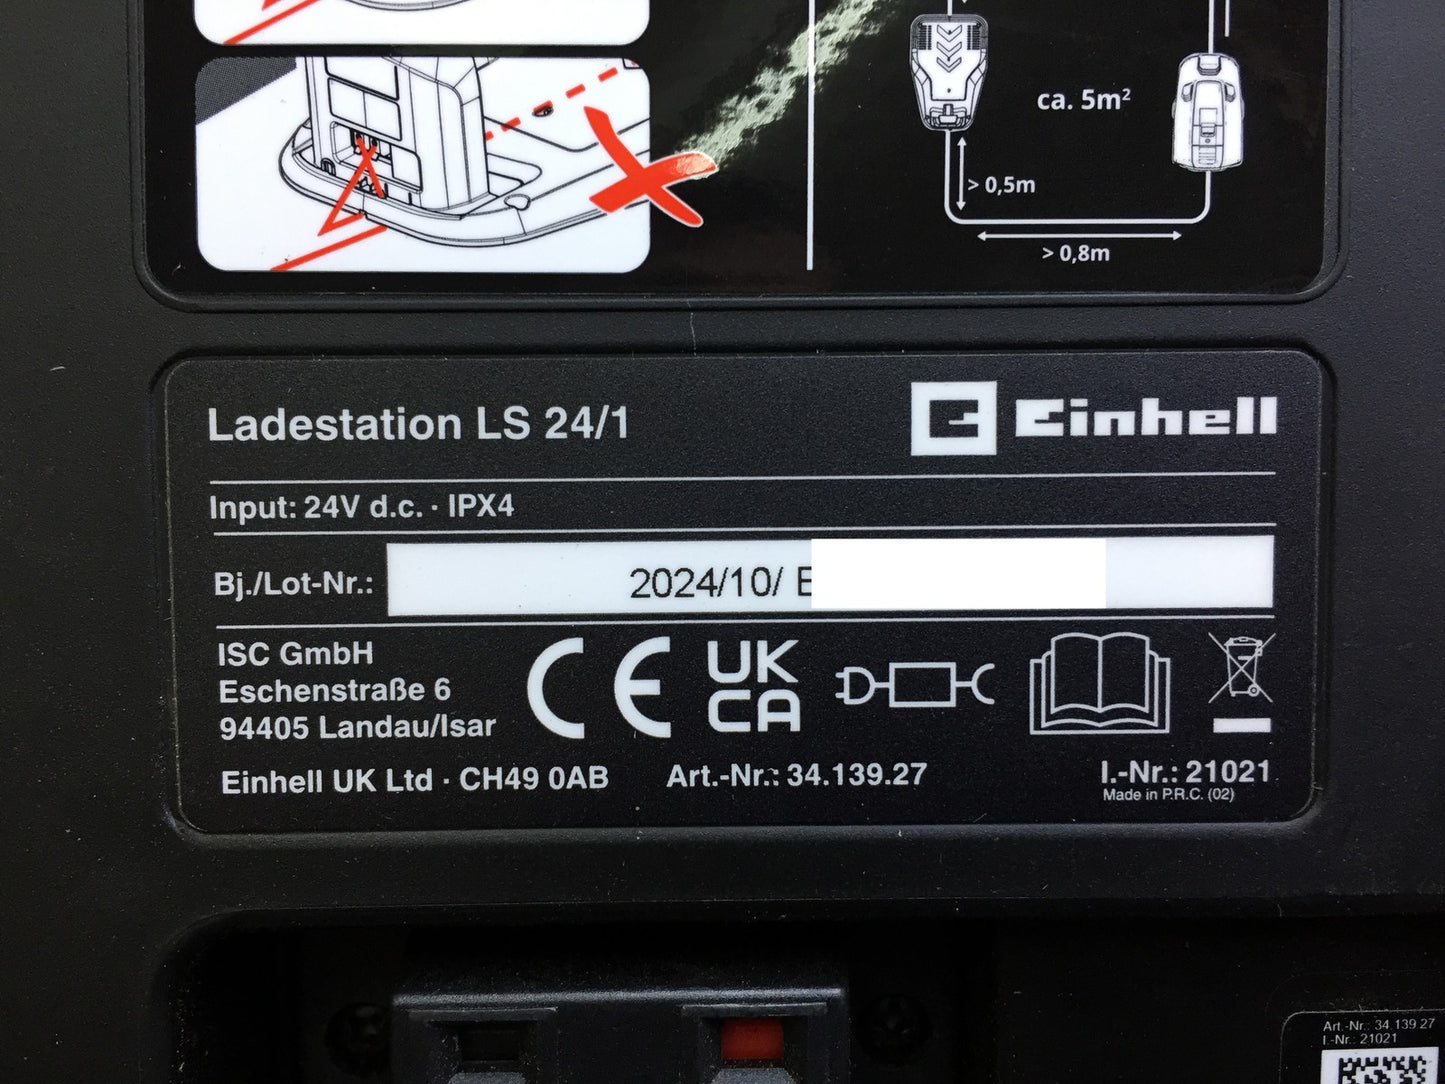 ca. 5m²
> 0,5m
> 0,8m
Ladestation LS 24/1
Einhell
Input: 24V d.c. · IPX4
Bj./Lot-Nr.:
2024/10/ E
ISC GmbH
Eschenstraße 6
94405 Landau/Isar
CE
UK
CA
Einhell UK Ltd · CH49 0AB
Art.-Nr.: 34.139.27
I.-Nr.: 21021
Made in P.R.C. (02)
Art.-Nr.: 34.139.27
I.-Nr.: 21021